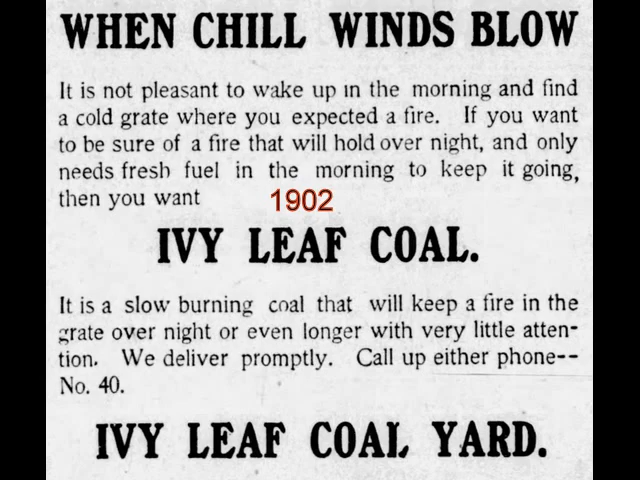 WHEN CHILL WINDS BLOW
It is not pleasant to wake up in the morning and find
a cold grate where you expected a fire. If you want
to be sure of a fire that will hold over night, and only
needs fresh fuel in the morning to keep it going,
then you want 1902
IVY LEAF COAL.
It is a slow burning coal that will keep a fire in the
grate over night or even longer with very little atten-
tion. We deliver promptly. Call up either phone--
No. 40.
IVY LEAF COAL YARD.